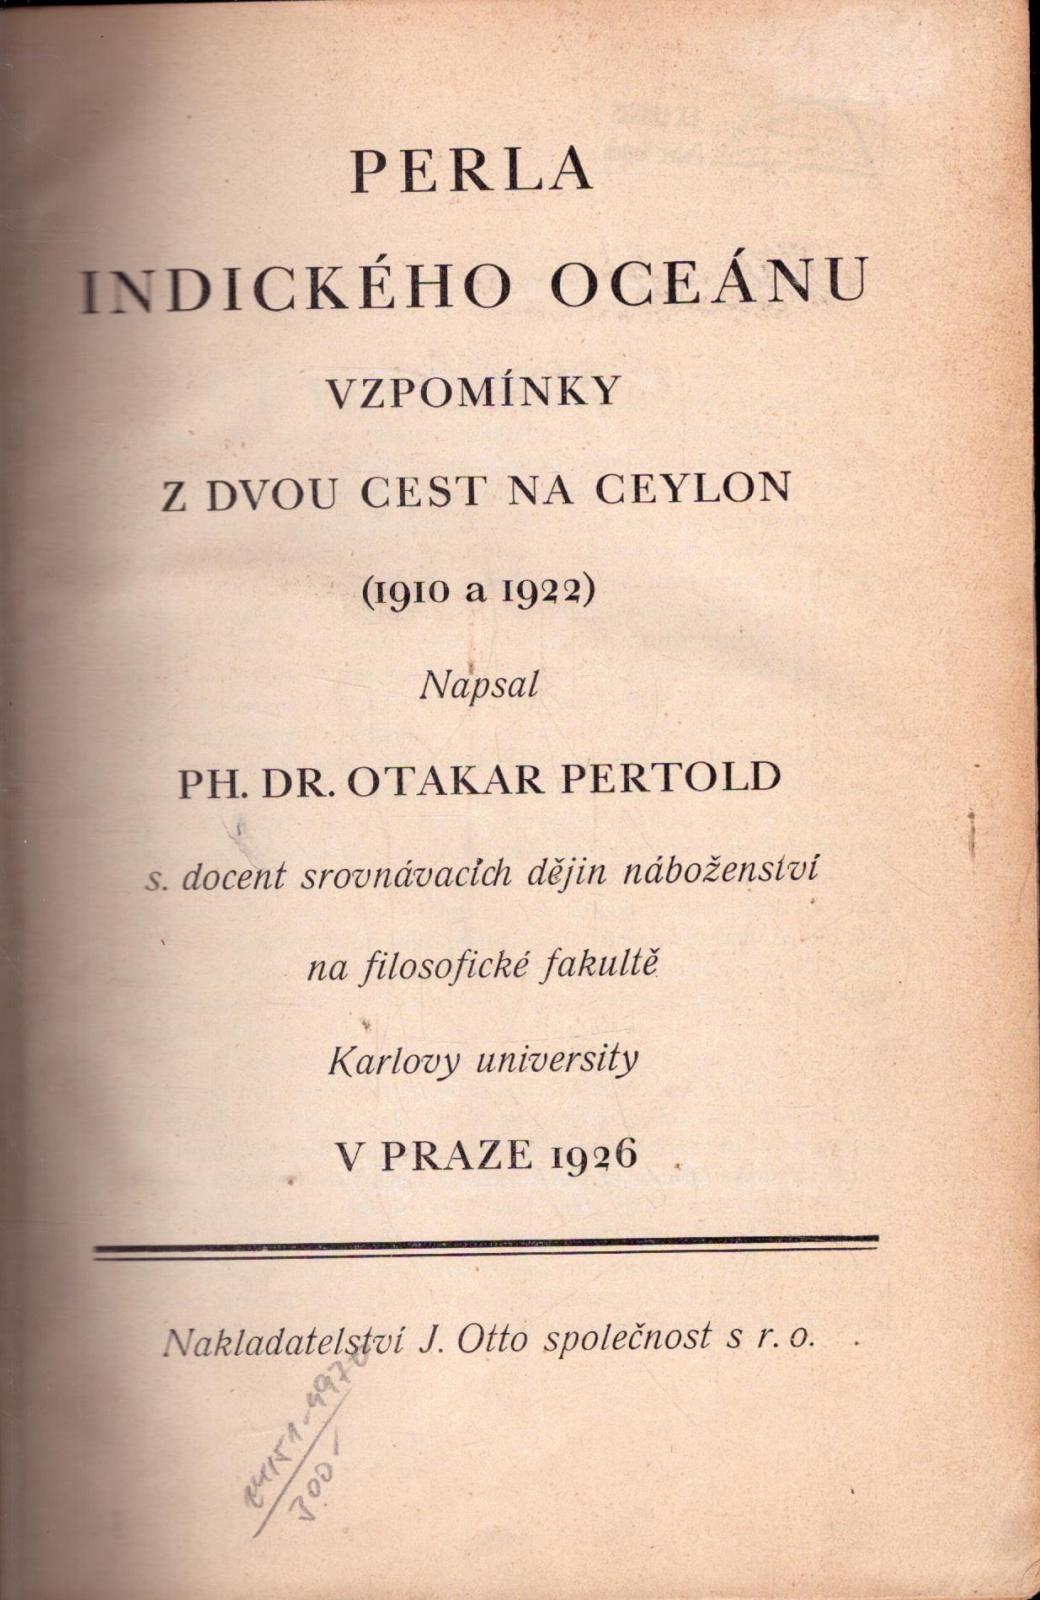 PERLA
INDICKÉHO OCEÁNU
VZPOMÍNKY
Z DVOU CEST NA CEYLON
(1910 a 1922)
Napsal
PH. DR. OTAKAR PERTOLD
s. docent srovnávacích dějin náboženství
na filosofické fakultě
Karlovy university
V PRAZE 1926
Nakladatelství J. Otto společnost s r. o.
300